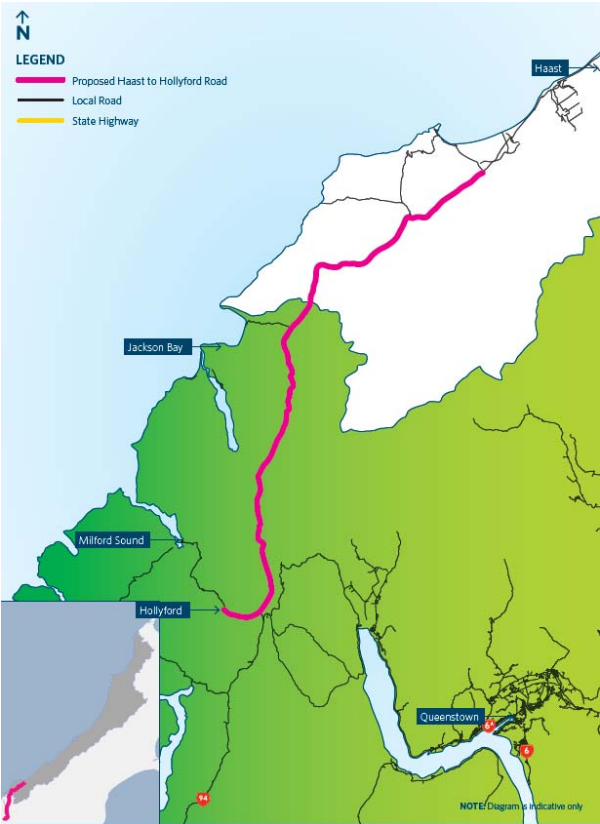 N
LEGEND
Proposed Haast to Hollyford Road
Local Road
State Highway
Haast
Jackson Bay
Milford Sound
Hollyford
Queenstown
6A
6
94
NOTE: Diagram is indicative only